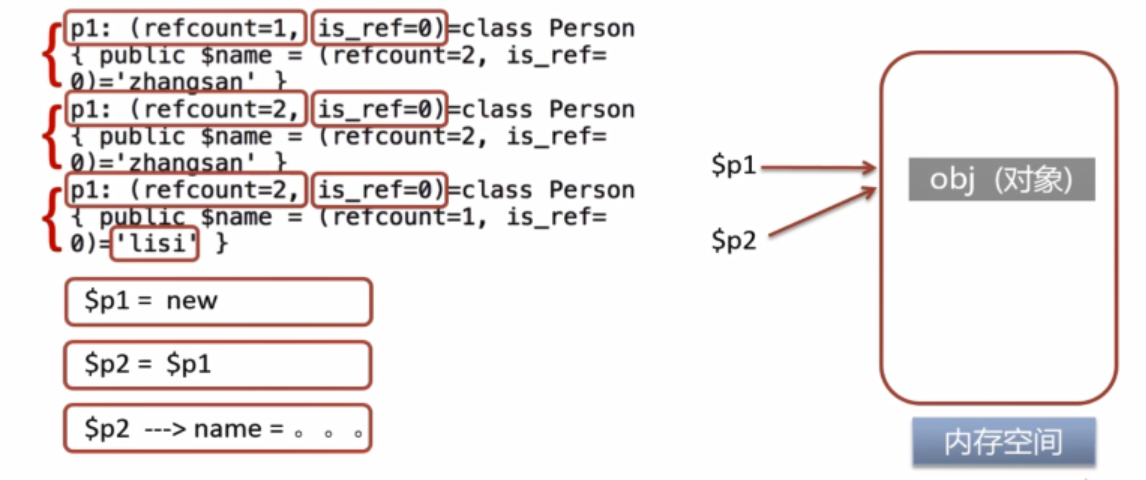 p1: (refcount=1, is_ref=0)=class Person
{ public $name = (refcount=2, is_ref=
0)='zhangsan' }
p1: (refcount=2, is_ref=0)=class Person
{ public $name = (refcount=2, is_ref=
0)='zhangsan' }
p1: (refcount=2, is_ref=0)=class Person
{ public $name = (refcount=1, is_ref=
0)='lisi' }
$p1 = new
$p2 = $p1
$p2 ---> name = 。 。 。
$p1
$p2
obj (对象)
内存空间